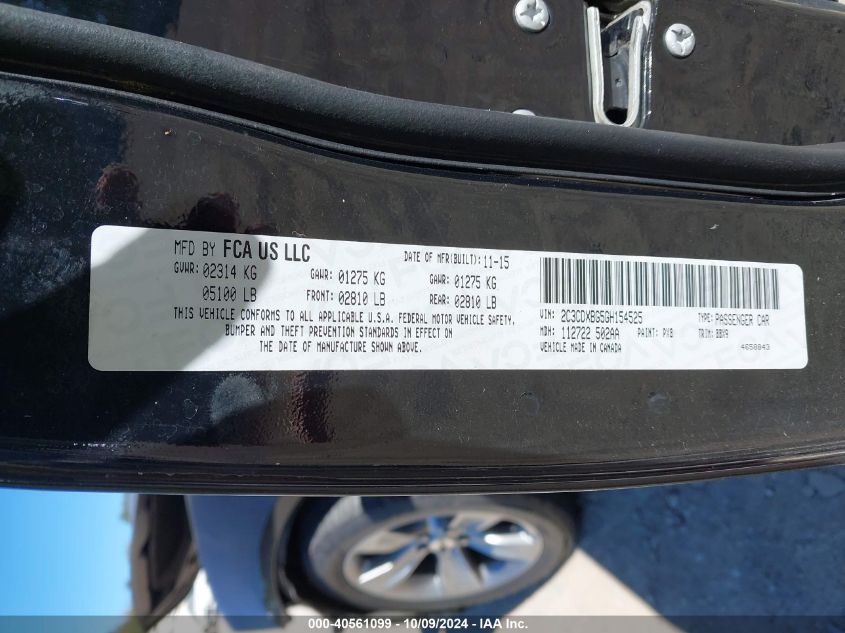 MFD BY FCA US LLC
DATE OF MFR(BUILT): 11-15
GVWR: 02314 KG GAWR: 01275 KG GAWR: 01275 KG
05100 LB FRONT: 02810 LB REAR: 02810 LB
THIS VEHICLE CONFORMS TO ALL APPLICABLE U.S.A. FEDERAL MOTOR VEHICLE SAFETY,
BUMPER AND THEFT PREVENTION STANDARDS IN EFFECT ON
THE DATE OF MANUFACTURE SHOWN ABOVE.
VIN: 2C3CDXBG5GH154525 TYPE: PASSENGER CAR
MDH: 112722 502AA PAINT: PX8 TRIM: BBX9
VEHICLE MADE IN CANADA 4658843
000-40561099 - 10/09/2024 - IAA Inc.